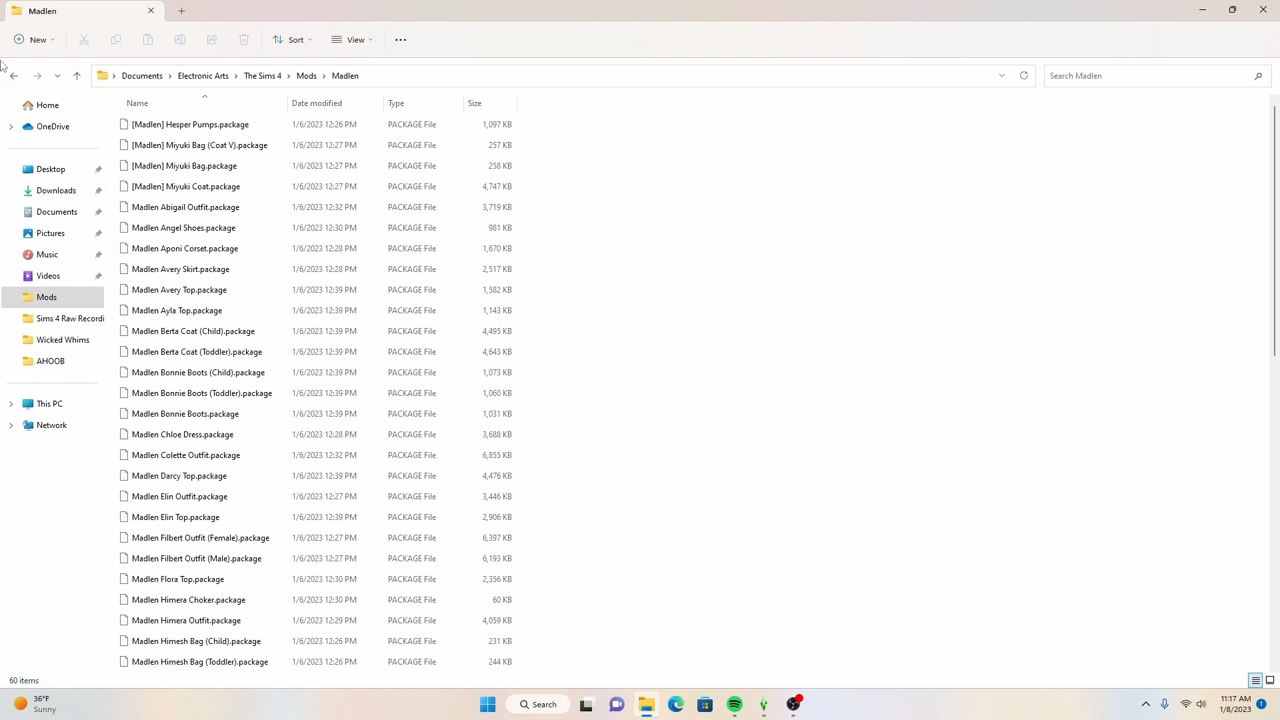 Madlen
New
Sort
View
Documents > Electronic Arts > The Sims 4 > Mods > Madlen
Search Madlen
Home
OneDrive
Desktop
Downloads
Documents
Pictures
Music
Videos
Mods
Sims 4 Raw Recordi
Wicked Whims
AHOOB
This PC
Network
Name Date modified Type Size
[Madlen] Hesper Pumps.package 1/6/2023 12:26 PM PACKAGE File 1,097 KB
[Madlen] Miyuki Bag (Coat V).package 1/6/2023 12:27 PM PACKAGE File 257 KB
[Madlen] Miyuki Bag.package 1/6/2023 12:27 PM PACKAGE File 258 KB
[Madlen] Miyuki Coat.package 1/6/2023 12:27 PM PACKAGE File 4,747 KB
Madlen Abigail Outfit.package 1/6/2023 12:32 PM PACKAGE File 3,719 KB
Madlen Angel Shoes.package 1/6/2023 12:30 PM PACKAGE File 981 KB
Madlen Aponi Corset.package 1/6/2023 12:28 PM PACKAGE File 1,670 KB
Madlen Avery Skirt.package 1/6/2023 12:28 PM PACKAGE File 2,517 KB
Madlen Avery Top.package 1/6/2023 12:39 PM PACKAGE File 1,582 KB
Madlen Ayla Top.package 1/6/2023 12:39 PM PACKAGE File 1,143 KB
Madlen Berta Coat (Child).package 1/6/2023 12:39 PM PACKAGE File 4,495 KB
Madlen Berta Coat (Toddler).package 1/6/2023 12:39 PM PACKAGE File 4,643 KB
Madlen Bonnie Boots (Child).package 1/6/2023 12:39 PM PACKAGE File 1,073 KB
Madlen Bonnie Boots (Toddler).package 1/6/2023 12:39 PM PACKAGE File 1,060 KB
Madlen Bonnie Boots.package 1/6/2023 12:39 PM PACKAGE File 1,031 KB
Madlen Chloe Dress.package 1/6/2023 12:28 PM PACKAGE File 3,688 KB
Madlen Colette Outfit.package 1/6/2023 12:32 PM PACKAGE File 6,855 KB
Madlen Darcy Top.package 1/6/2023 12:39 PM PACKAGE File 4,476 KB
Madlen Elin Outfit.package 1/6/2023 12:27 PM PACKAGE File 3,446 KB
Madlen Elin Top.package 1/6/2023 12:39 PM PACKAGE File 2,906 KB
Madlen Filbert Outfit (Female).package 1/6/2023 12:27 PM PACKAGE File 6,397 KB
Madlen Filbert Outfit (Male).package 1/6/2023 12:27 PM PACKAGE File 6,193 KB
Madlen Flora Top.package 1/6/2023 12:30 PM PACKAGE File 2,356 KB
Madlen Himera Choker.package 1/6/2023 12:30 PM PACKAGE File 60 KB
Madlen Himera Outfit.package 1/6/2023 12:29 PM PACKAGE File 4,059 KB
Madlen Himesh Bag (Child).package 1/6/2023 12:26 PM PACKAGE File 231 KB
Madlen Himesh Bag (Toddler).package 1/6/2023 12:26 PM PACKAGE File 244 KB
60 items
36°F
Sunny
Search
11:17 AM
1/8/2023